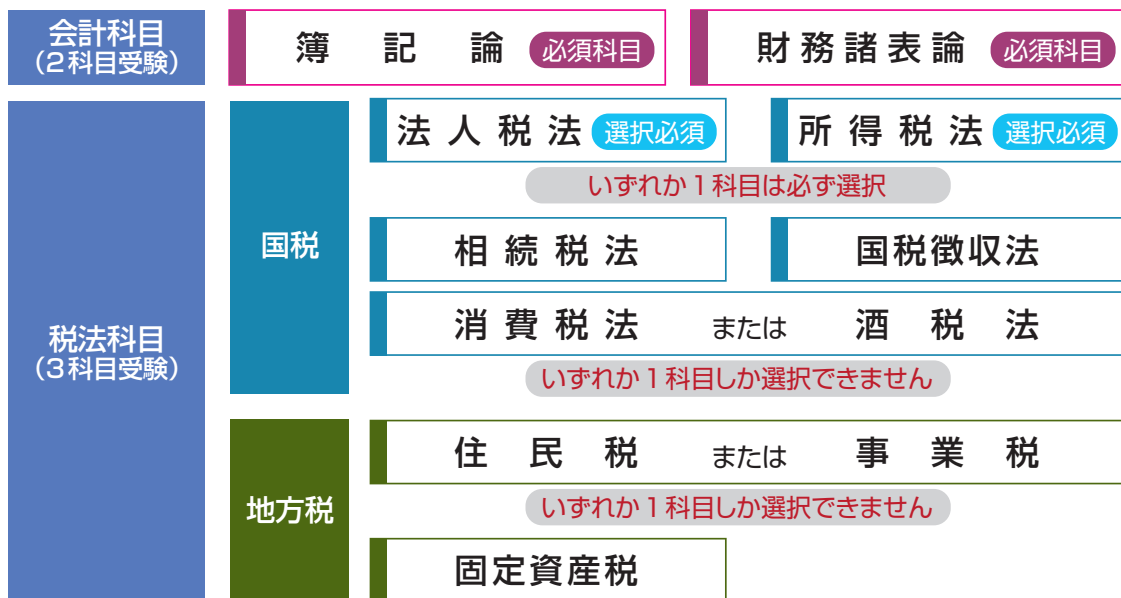 会計科目
（2科目受験）
簿記論 必須科目
財務諸表論 必須科目
税法科目
（3科目受験）
国税
法人税法 選択必須
所得税法 選択必須
いずれか1科目は必ず選択
相続税法
国税徴収法
消費税法 または 酒税法
いずれか1科目しか選択できません
地方税
住民税 または 事業税
いずれか1科目しか選択できません
固定資産税